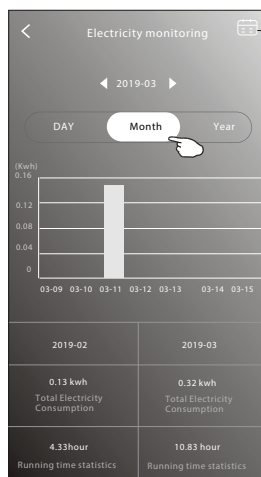 Electricity monitoring
2019-03
DAY Month Year
(Kwh)
0.16
0.12
0.08
0.04
0
03-09 03-10 03-11 03-12 03-13 03-14 03-15
2019-02 2019-03
0.13 kwh 0.32 kwh
Total Electricity Total Electricity
Consumption Consumption
4.33hour 10.83 hour
Running time statistics Running time statistics